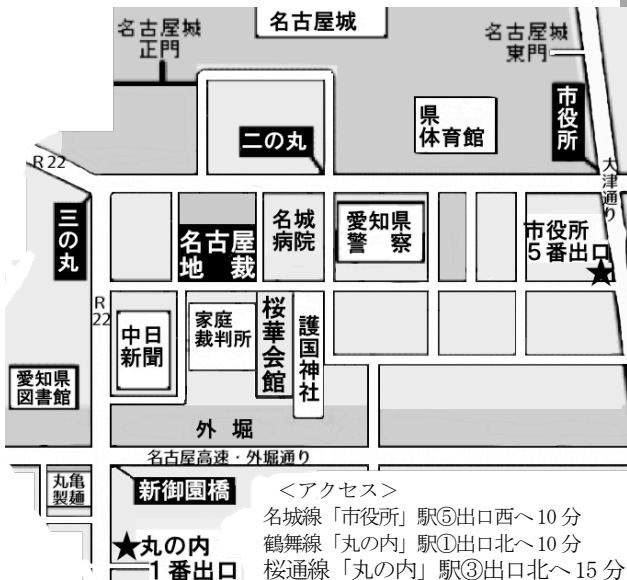 名古屋城
名古屋城
正門
名古屋城
東門
市役所
県
体育館
二の丸
R 22
大津通り
三の丸
名古屋
地 裁
名城
病院
愛知県
警 察
市役所
5番出口
★
R
22
中日
新聞
家庭
裁判所
桜華会館
護国神社
愛知県
図書館
外 堀
名古屋高速・外堀通り
丸亀
製麺
新御園橋
★丸の内
1番出口
＜アクセス＞
名城線「市役所」駅⑤出口西へ10分
鶴舞線「丸の内」駅①出口北へ10分
桜通線「丸の内」駅③出口北へ15分